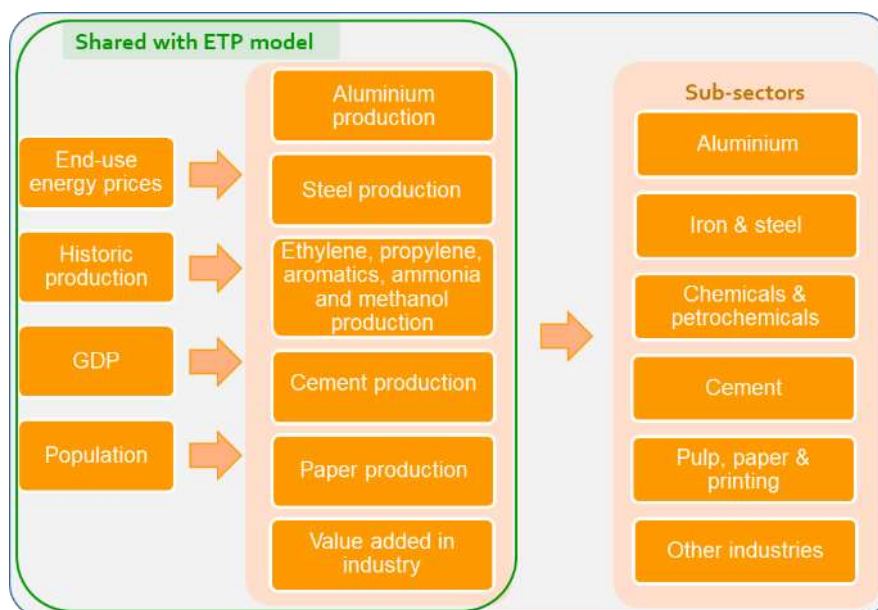 Shared with ETP model
End-use
energy prices
Historic
production
GDP
Population
Aluminium
production
Steel production
Ethylene, propylene,
aromatics, ammonia
and methanol
production
Cement production
Paper production
Value added in
industry
Sub-sectors
Aluminium
Iron & steel
Chemicals &
petrochemicals
Cement
Pulp, paper &
printing
Other industries